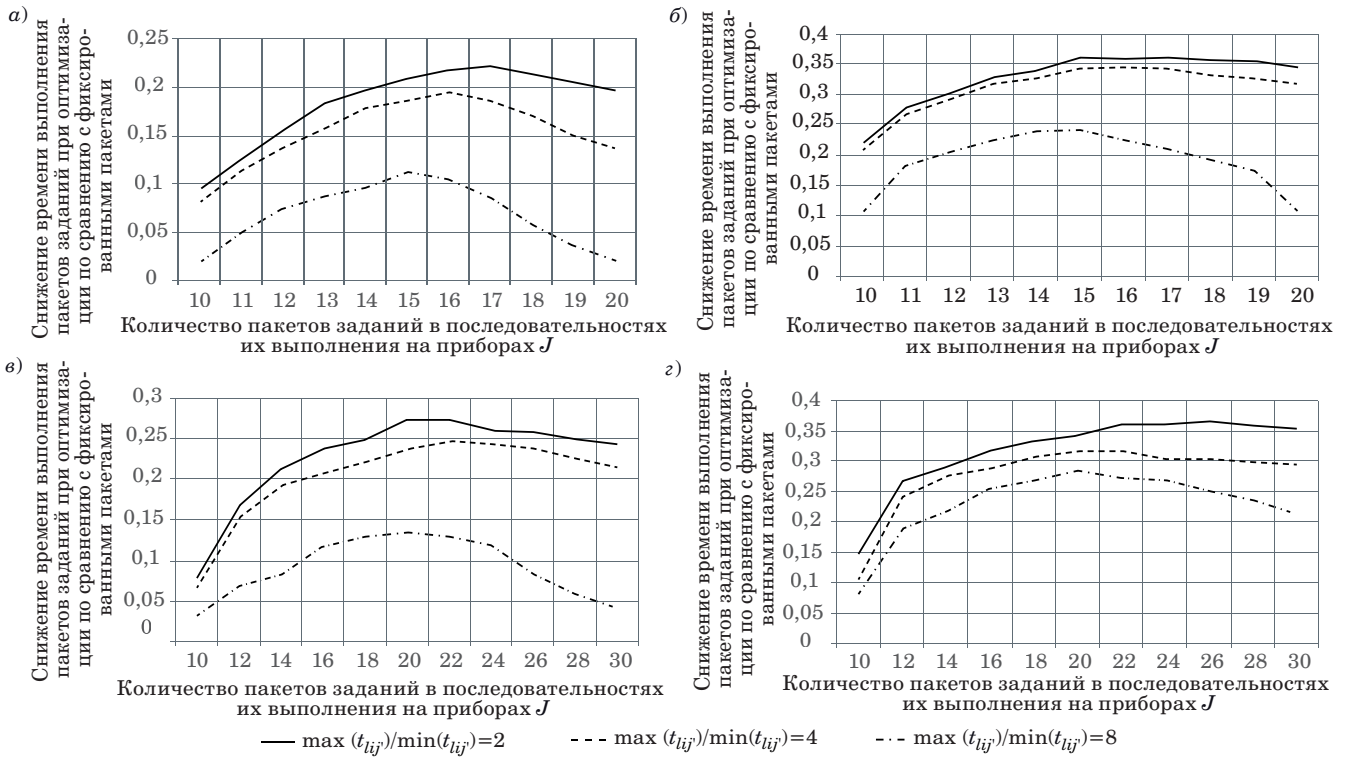 а)
Снижение времени выполнения
пакетов заданий при оптимиза-
ции по сравнению с фиксиро-
ванными пакетами
0,25
0,2
0,15
0,1
0,05
0
10 11 12 13 14 15 16 17 18 19 20
Количество пакетов заданий в последовательностях
их выполнения на приборах J
б)
Снижение времени выполнения
пакетов заданий при оптимиза-
ции по сравнению с фиксиро-
ванными пакетами
0,4
0,35
0,3
0,25
0,2
0,15
0,1
0,05
0
10 11 12 13 14 15 16 17 18 19 20
Количество пакетов заданий в последовательностях
их выполнения на приборах J
в)
Снижение времени выполнения
пакетов заданий при оптимиза-
ции по сравнению с фиксиро-
ванными пакетами
0,3
0,25
0,2
0,15
0,1
0,05
0
10 12 14 16 18 20 22 24 26 28 30
Количество пакетов заданий в последовательностях
их выполнения на приборах J
г)
Снижение времени выполнения
пакетов заданий при оптимиза-
ции по сравнению с фиксиро-
ванными пакетами
0,4
0,35
0,3
0,25
0,2
0,15
0,1
0,05
0
10 12 14 16 18 20 22 24 26 28 30
Количество пакетов заданий в последовательностях
их выполнения на приборах J
max (t_lij')/min(t_lij')=2
max (t_lij')/min(t_lij')=4
max (t_lij')/min(t_lij')=8